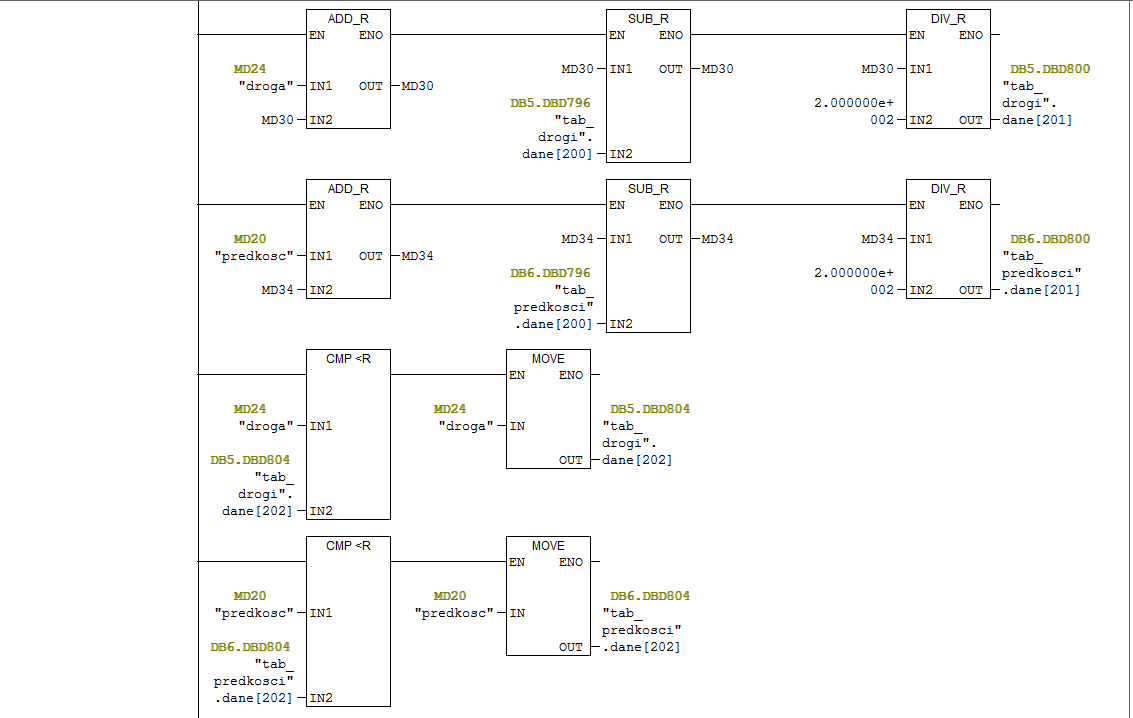 ADD_R SUB_R DIV_R
EN ENO EN ENO EN ENO
MD24 MD30 IN1 OUT MD30 MD30 IN1 DB5.DBD800
"droga" IN1 OUT MD30 "tab_
DB5.DBD796 2.000000e+ drogi".
MD30 IN2 "tab_ 002 IN2 OUT dane[201]
drogi".
dane[200] IN2
ADD_R SUB_R DIV_R
EN ENO EN ENO EN ENO
MD20 MD34 IN1 OUT MD34 MD34 IN1 DB6.DBD800
"predkosc" IN1 OUT MD34 "tab_
DB6.DBD796 2.000000e+ predkosci"
MD34 IN2 "tab_ 002 IN2 OUT .dane[201]
predkosci"
.dane[200] IN2
CMP <R MOVE
EN ENO
MD24 MD24 DB5.DBD804
"droga" IN1 "droga" IN "tab_
drogi".
DB5.DBD804 OUT dane[202]
"tab_
drogi".
dane[202] IN2
CMP <R MOVE
EN ENO
MD20 MD20 DB6.DBD804
"predkosc" IN1 "predkosc" IN "tab_
predkosci"
DB6.DBD804 OUT .dane[202]
"tab_
predkosci"
.dane[202] IN2